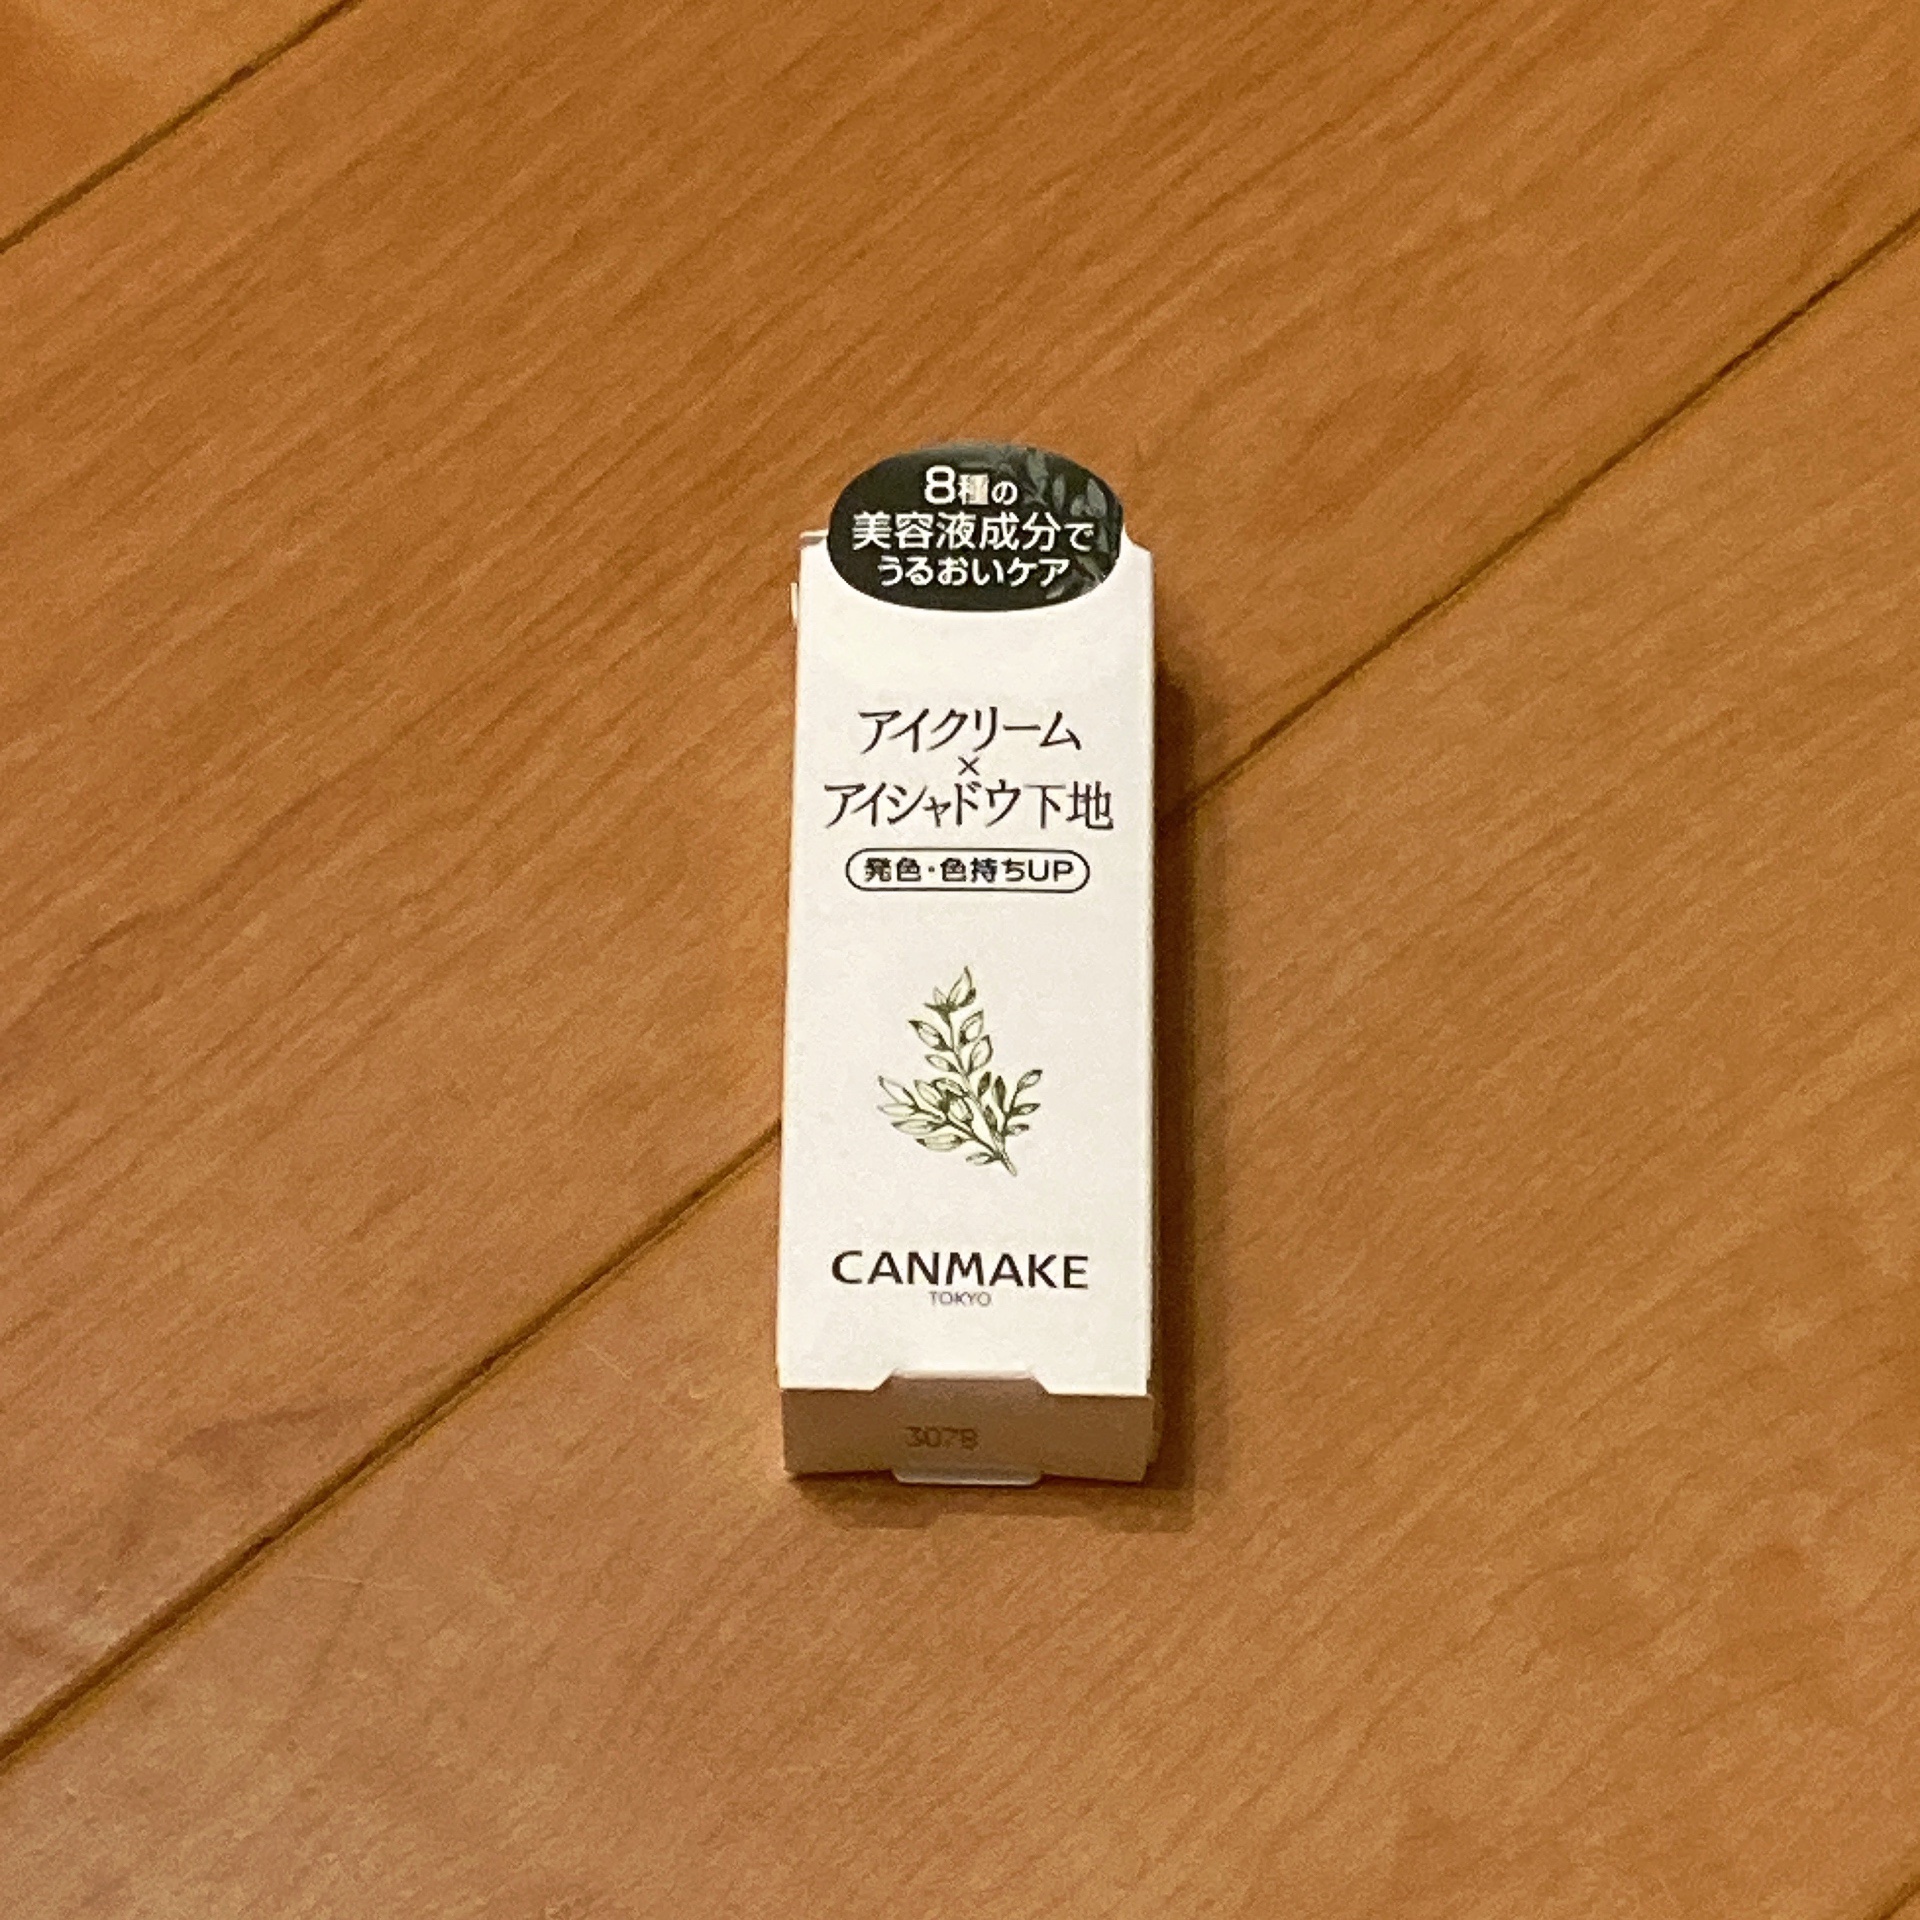 8種の
美容液成分で
うるおいケア
アイクリーム
×
アイシャドウ下地
発色・色持ちUP
CANMAKE
TOKYO